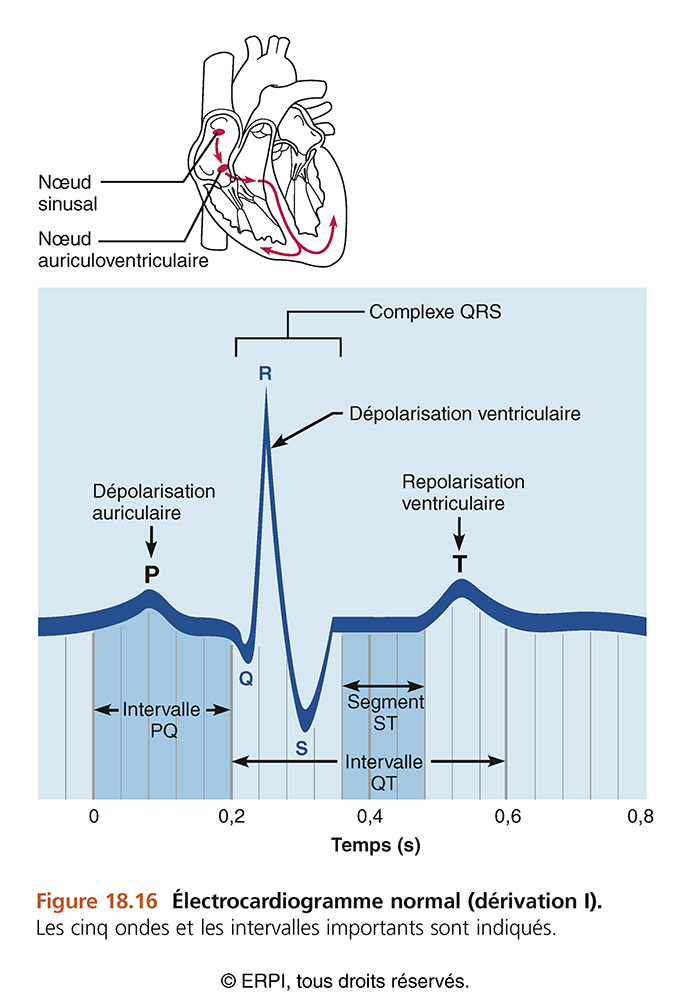 Nœud
sinusal
Nœud
auriculoventriculaire
Complexe QRS
R
Dépolarisation ventriculaire
Dépolarisation
auriculaire
Repolarisation
ventriculaire
P
T
Q
S
Intervalle
PQ
Segment
ST
Intervalle
QT
0 0,2 0,4 0,6 0,8
Temps (s)
Figure 18.16 Électrocardiogramme normal (dérivation I).
Les cinq ondes et les intervalles importants sont indiqués.
© ERPI, tous droits réservés.